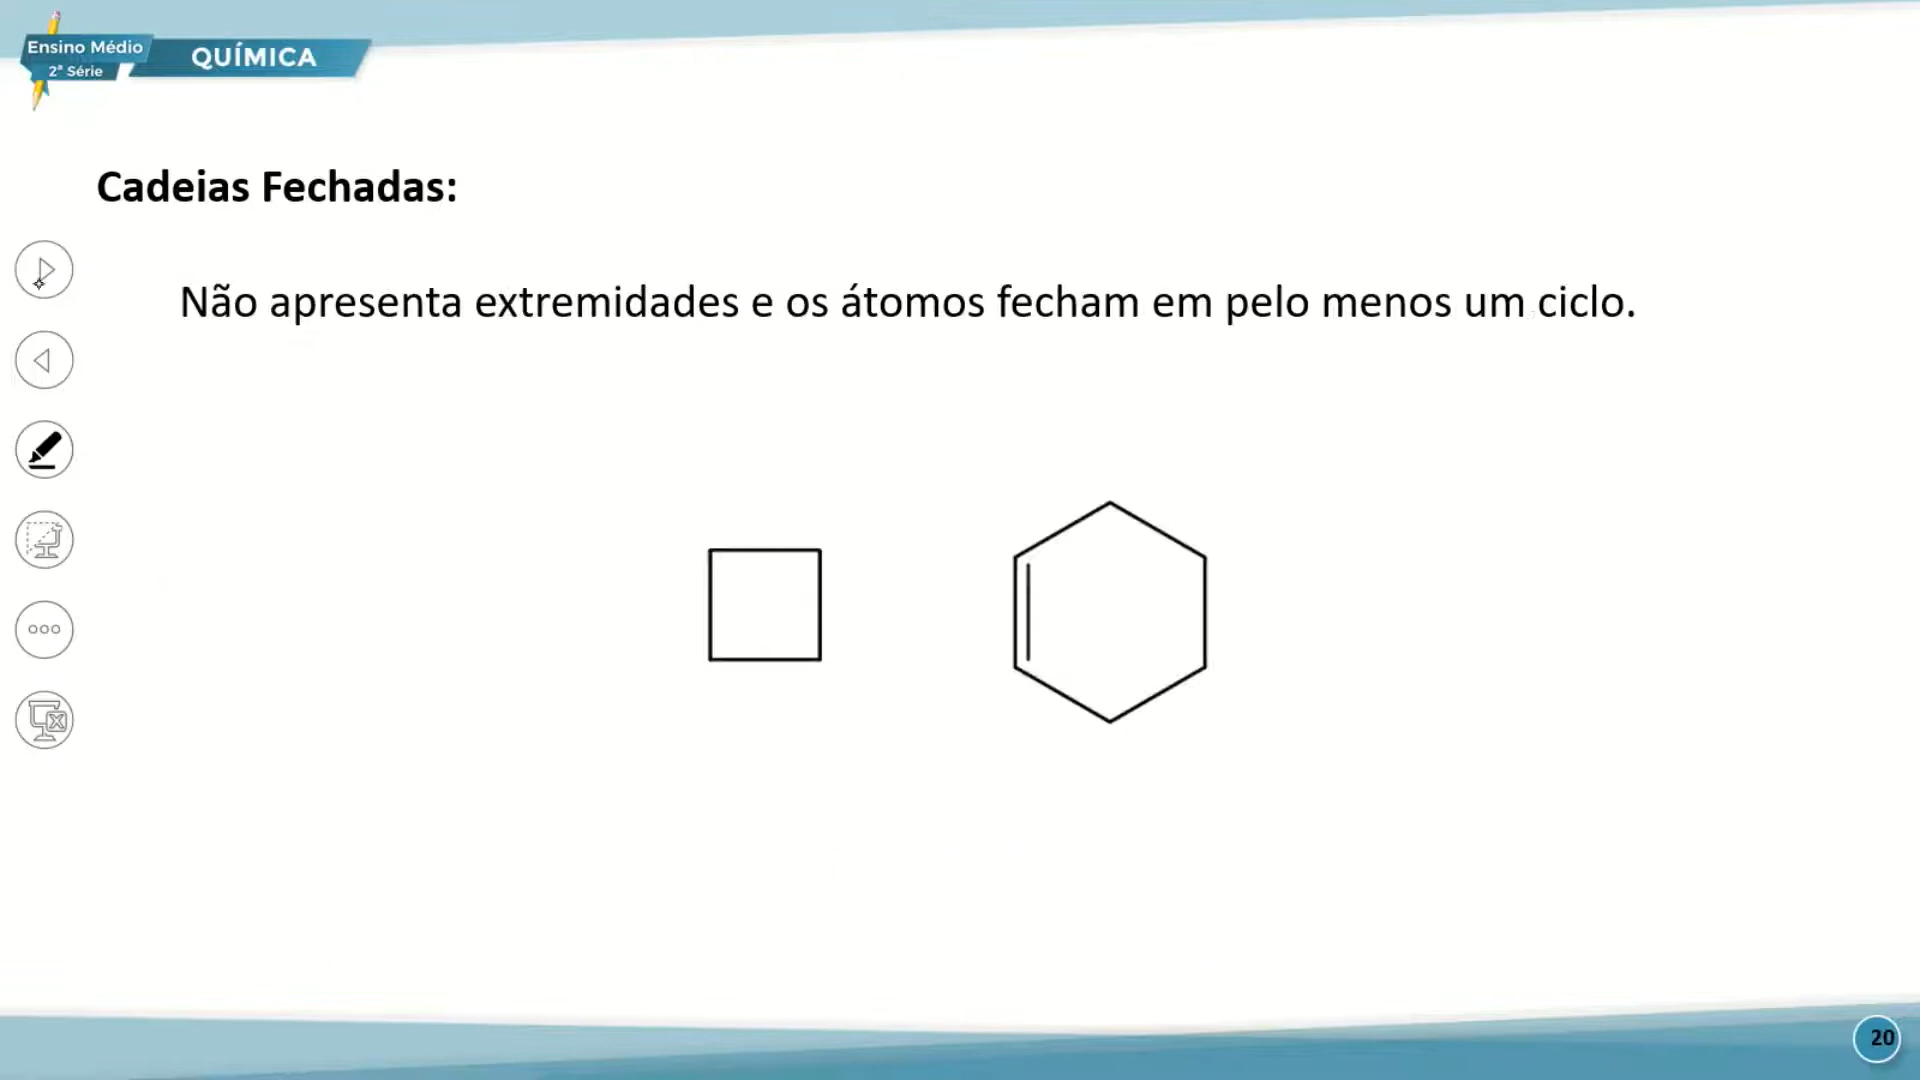 Ensino Médio
2ª Série
QUÍMICA
Cadeias Fechadas:
Não apresenta extremidades e os átomos fecham em pelo menos um ciclo.
20